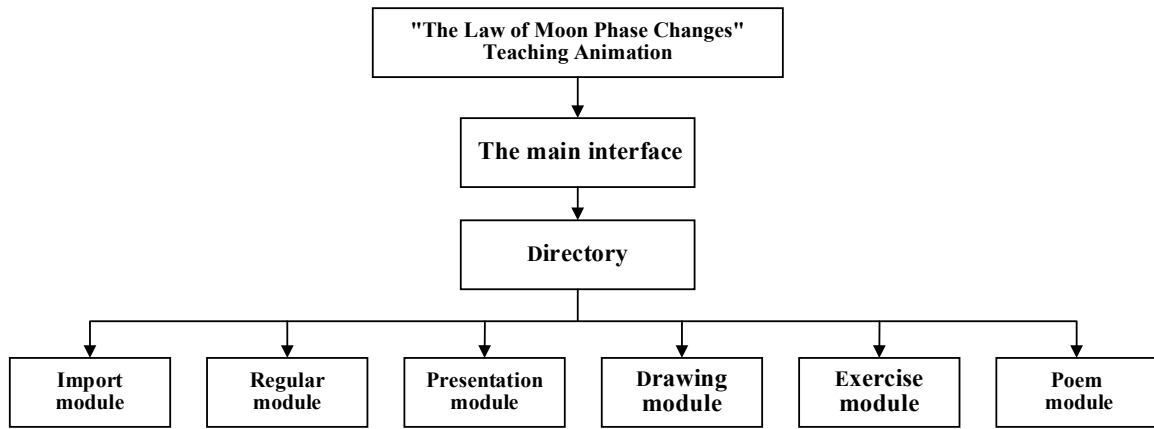 "The Law of Moon Phase Changes"
Teaching Animation
The main interface
Directory
Import
module
Regular
module
Presentation
module
Drawing
module
Exercise
module
Poem
module